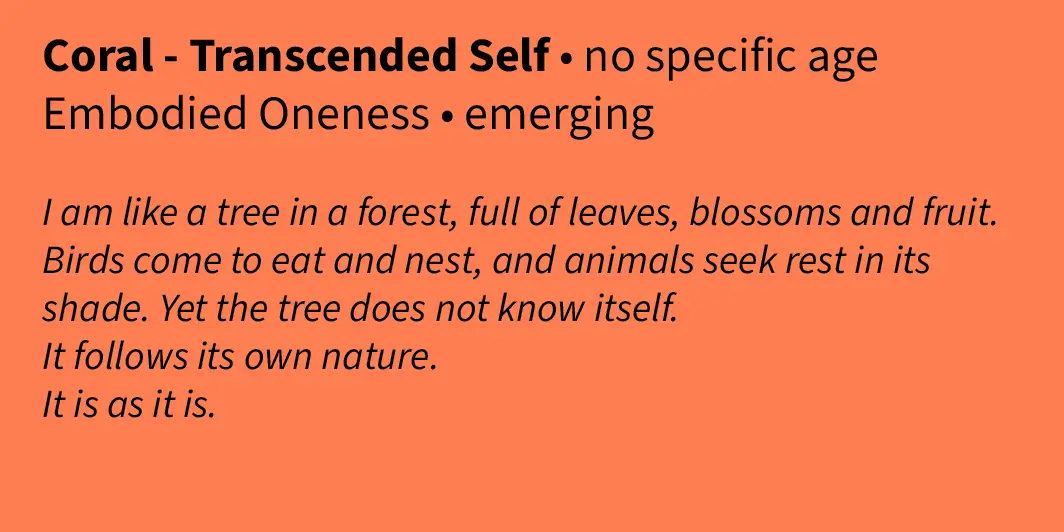 Coral - Transcended Self • no specific age
Embodied Oneness • emerging
I am like a tree in a forest, full of leaves, blossoms and fruit.
Birds come to eat and nest, and animals seek rest in its
shade. Yet the tree does not know itself.
It follows its own nature.
It is as it is.